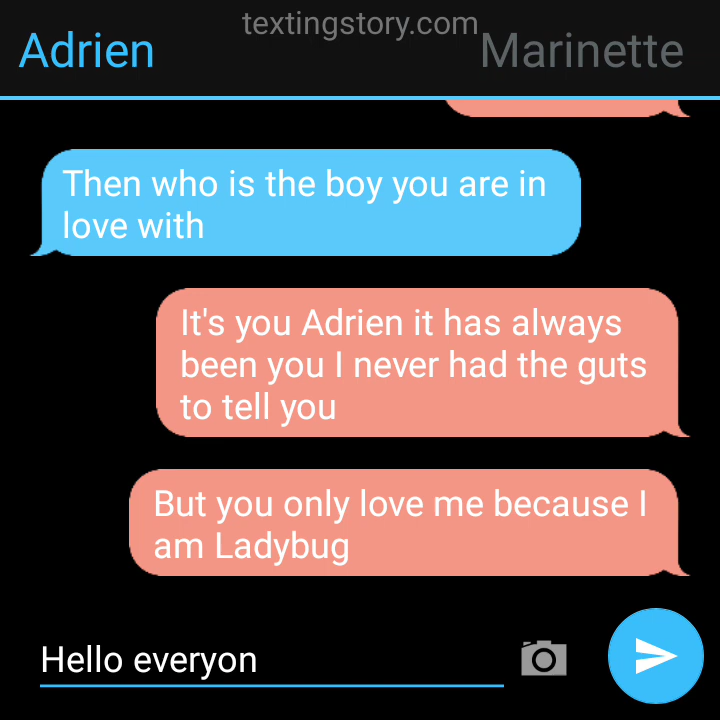 textingstory.com
Adrien
Marinette
Then who is the boy you are in
love with
It's you Adrien it has always
been you I never had the guts
to tell you
But you only love me because I
am Ladybug
Hello everyon